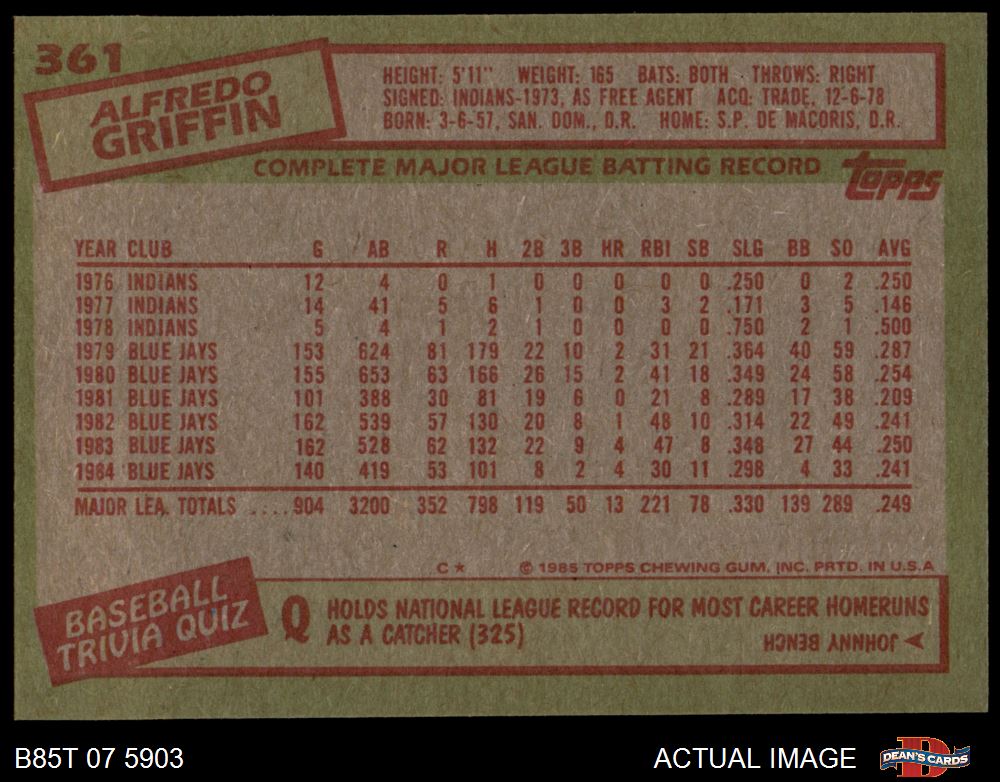 361
ALFREDO
GRIFFIN
HEIGHT: 5'11" WEIGHT: 165 BATS: BOTH · THROWS: RIGHT
SIGNED: INDIANS-1973, AS FREE AGENT ACQ: TRADE, 12-6-78
BORN: 3-6-57, SAN. DOM., D.R. HOME: S.P. DE MACORIS, D.R.
COMPLETE MAJOR LEAGUE BATTING RECORD
TOPPS
YEAR CLUB G AB R H 2B 3B HR RBI SB SLG BB SO AVG
1976 INDIANS 12 4 0 1 0 0 0 0 0 .250 0 2 .250
1977 INDIANS 14 41 5 6 1 0 0 3 2 .171 3 5 .146
1978 INDIANS 5 4 1 2 1 0 0 0 0 .750 2 1 .500
1979 BLUE JAYS 153 624 81 179 22 10 2 31 21 .364 40 59 .287
1980 BLUE JAYS 155 653 63 166 26 15 2 41 18 .349 24 58 .254
1981 BLUE JAYS 101 388 30 81 19 6 0 21 8 .289 17 38 .209
1982 BLUE JAYS 162 539 57 130 20 8 1 48 10 .314 22 49 .241
1983 BLUE JAYS 162 528 62 132 22 9 4 47 8 .348 27 44 .250
1984 BLUE JAYS 140 419 53 101 8 2 4 30 11 .298 4 33 .241
MAJOR LEA. TOTALS ....904 3200 352 798 119 50 13 221 78 .330 139 289 .249
C★ © 1985 TOPPS CHEWING GUM, INC. PRTD. IN U.S.A
BASEBALL
TRIVIA QUIZ
Q HOLDS NATIONAL LEAGUE RECORD FOR MOST CAREER HOMERUNS
AS A CATCHER (325)
JOHNNY BENCH
B85T 07 5903
ACTUAL IMAGE
D
DEAN'S CARDS